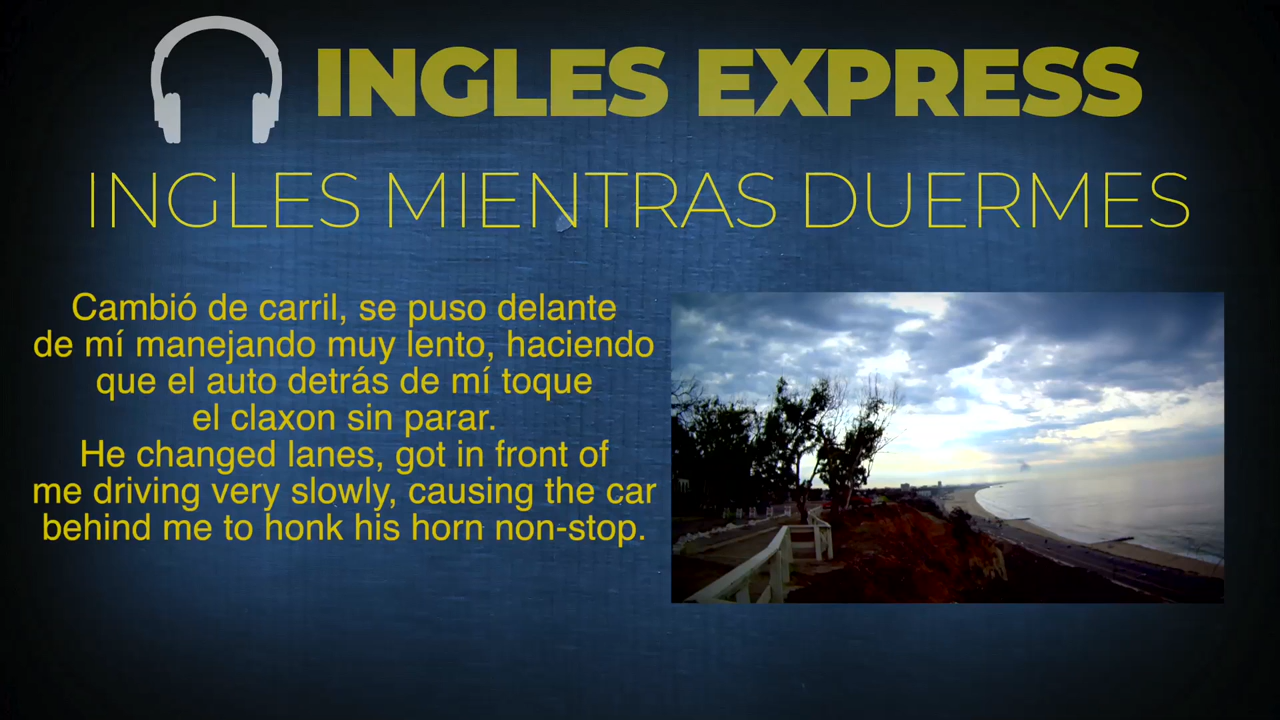 INGLES EXPRESS
INGLES MIENTRAS DUERMES
Cambió de carril, se puso delante
de mí manejando muy lento, haciendo
que el auto detrás de mí toque
el claxon sin parar.
He changed lanes, got in front of
me driving very slowly, causing the car
behind me to honk his horn non-stop.